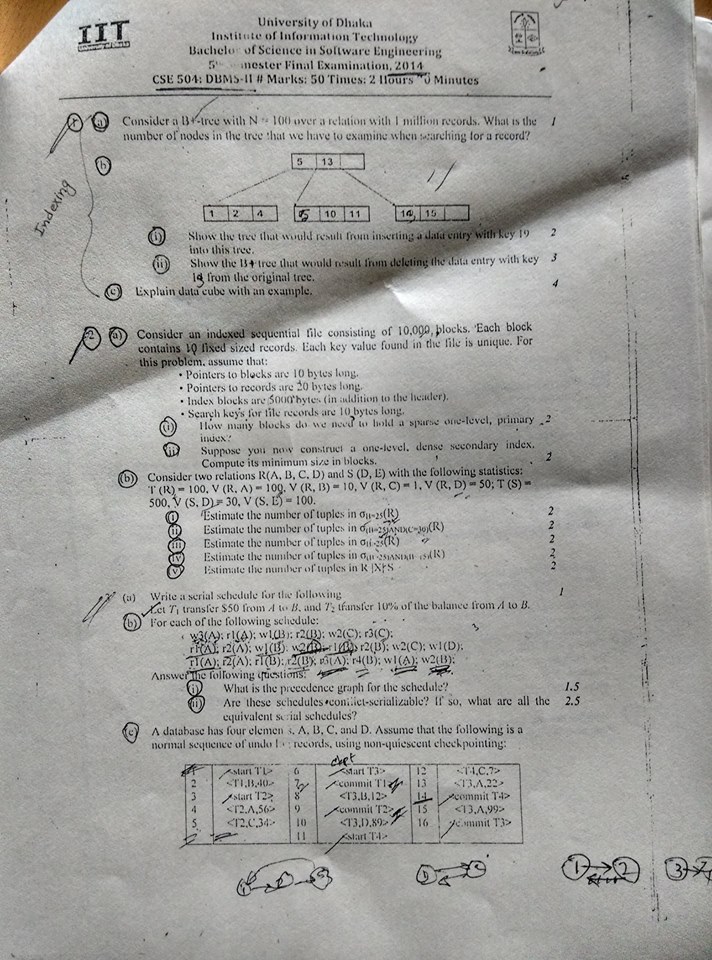 IIT
University of Dhaka
Institute of Information Technology
Bachelor of Science in Software Engineering
5 Semester Final Examination, 2014
CSE 504: DBMS-II # Marks: 50 Times: 2 Hours 0 Minutes
1 (a) Consider a B+-tree with N = 100 over a relation with 1 million records. What is the 1
number of nodes in the tree that we have to examine when searching for a record?
(b)
5 13
1 2 4 5 10 11 14 15
Indexing
(i) Show the tree that would result from inserting a data entry with key 19 2
into this tree.
(ii) Show the B+ tree that would result from deleting the data entry with key 3
from the original tree.
(c) Explain data cube with an example. 4
2 (a) Consider an indexed sequential file consisting of 10,000 blocks. Each block
contains 10 fixed sized records. Each key value found in the file is unique. For
this problem, assume that:
• Pointers to blocks are 10 bytes long.
• Pointers to records are 20 bytes long.
• Index blocks are 5000 bytes (in addition to the header).
• Search keys for file records are 10 bytes long.
(i) How many blocks do we need to hold a sparse one-level, primary 2
index?
(ii) Suppose you now construct a one-level, dense secondary index.
Compute its minimum size in blocks. 2
(b) Consider two relations R(A, B, C, D) and S (D, E) with the following statistics:
T (R) = 100, V (R, A) = 100, V (R, B) = 10, V (R, C) = 1, V (R, D) = 50; T (S) =
500, V (S, D) = 30, V (S, E) = 100.
(i) Estimate the number of tuples in σ (R) 2
(ii) Estimate the number of tuples in σ (R) 2
(iii) Estimate the number of tuples in σ (R) 2
(iv) Estimate the number of tuples in σ (R) 2
(v) Estimate the number of tuples in R |X| S 2
(a) Write a serial schedule for the following 1
Let T1 transfer $50 from A to B, and T2 transfer 10% of the balance from A to B.
(b) For each of the following schedule:
w3(A); r1(A); w1(B); r2(B); w2(C); r3(C);
r1(A); r2(A); w1(B); w2(B); r1(B); r2(B); w2(C); w1(D);
r1(A); r2(A); r1(B); r2(B); r3(A); r4(B); w1(A); w2(B);
Answer the following questions:
(i) What is the precedence graph for the schedule? 1.5
(ii) Are these schedules conflict-serializable? If so, what are all the 2.5
equivalent serial schedules?
(c) A database has four elements, A, B, C, and D. Assume that the following is a
normal sequence of undo log records, using non-quiescent checkpointing:
1 <start T1> 6 <start T3> 12 <T4,C,7>
2 <T1,B,40> 7 <commit T1> 13 <T3,A,22>
3 <start T2> 8 <T3,B,12> 14 <commit T4>
4 <T2,A,56> 9 <commit T2> 15 <T3,A,99>
5 <T2,C,34> 10 <T3,D,89> 16 <commit T3>
11 <start T4>
1 2 3